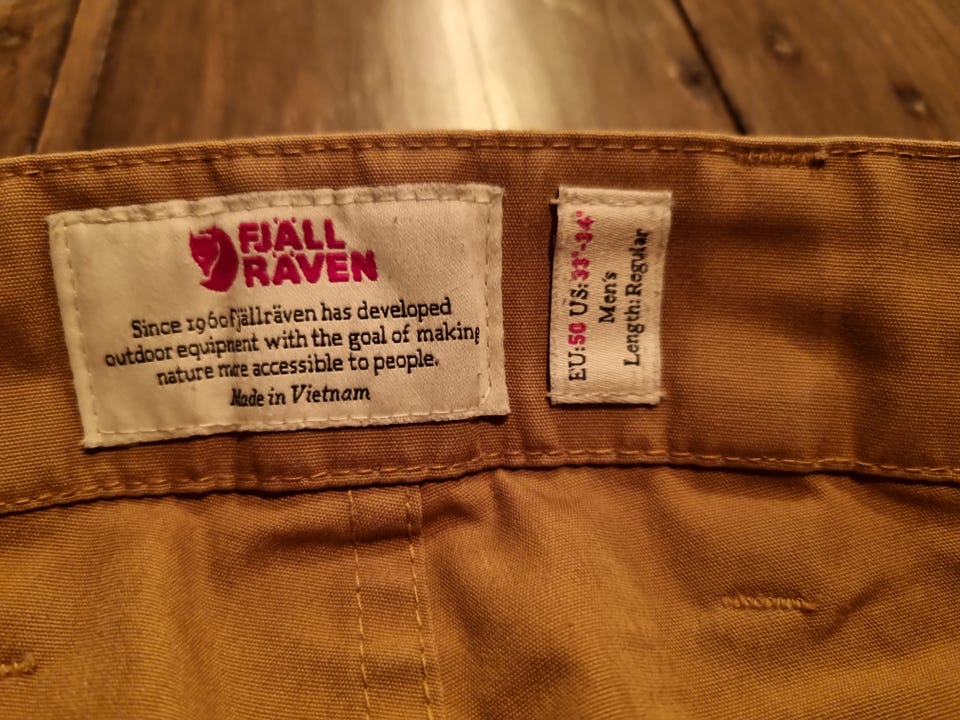 FJÄLL
RÄVEN
Since 1960 Fjällräven has developed
outdoor equipment with the goal of making
nature more accessible to people.
Made in Vietnam
EU:50 US:33"-34"
Men's
Length: Regular